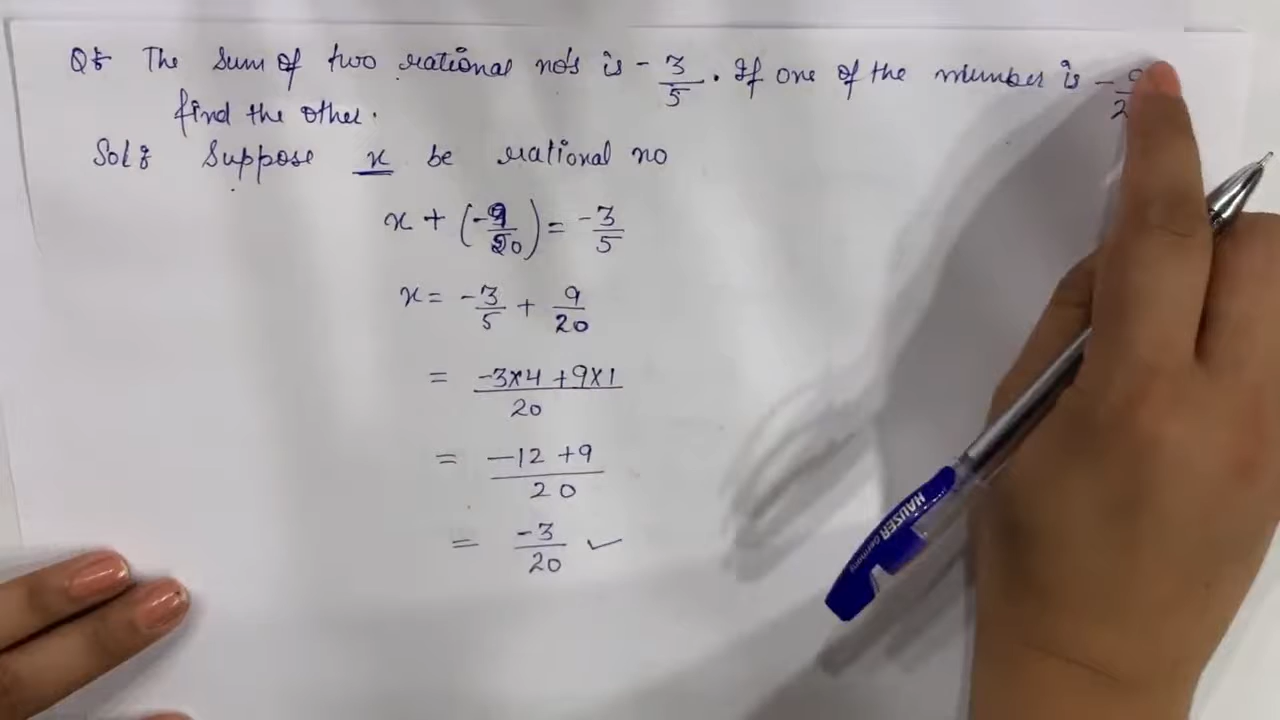 Q: The sum of two rational no's is - 3/5 . If one of the number is
find the other.
Sol: Suppose x be rational no
x + (-9/20) = -3/5
x = -3/5 + 9/20
= -3×4 +9×1 / 20
= -12 +9 / 20
= -3/20 ✓
HAUSER Germany